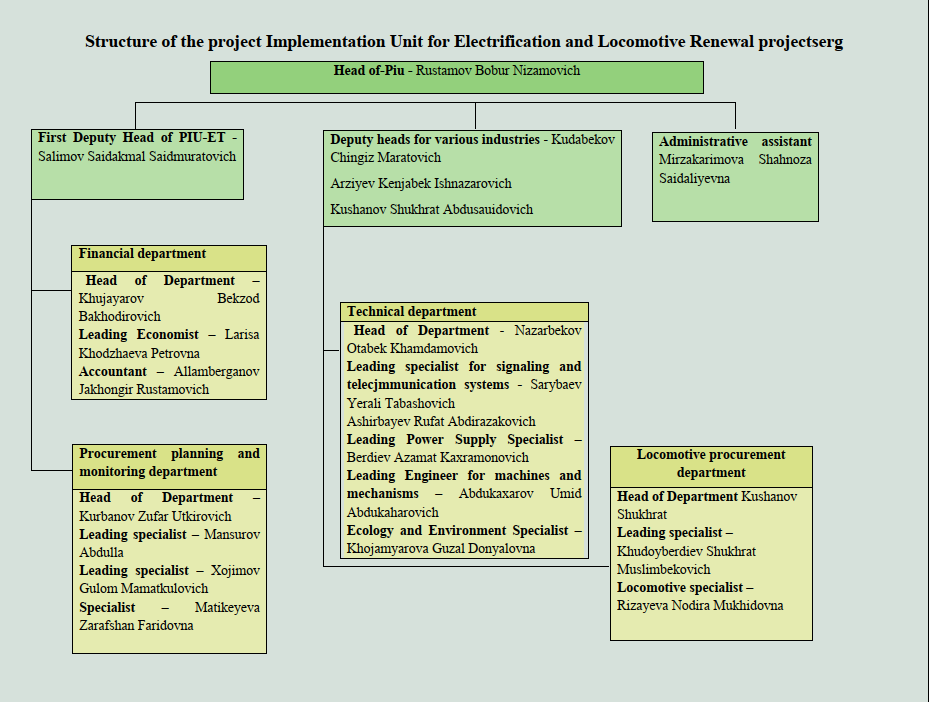 Structure of the project Implementation Unit for Electrification and Locomotive Renewal projectserg
Head of-Piu - Rustamov Bobur Nizamovich
First Deputy Head of PIU-ET -
Salimov Saidakmal Saidmuratovich
Deputy heads for various industries - Kudabekov
Chingiz Maratovich
Arziyev Kenjabek Ishnazarovich
Kushanov Shukhrat Abdusauidovich
Administrative assistant
Mirzakarimova Shahnoza
Saidaliyevna
Financial department
Head of Department –
Khujayarov Bekzod
Bakhodirovich
Leading Economist – Larisa
Khodzhaeva Petrovna
Accountant – Allamberganov
Jakhongir Rustamovich
Procurement planning and
monitoring department
Head of Department –
Kurbanov Zufar Utkirovich
Leading specialist – Mansurov
Abdulla
Leading specialist – Xojimov
Gulom Mamatkulovich
Specialist – Matikeyeva
Zarafshan Faridovna
Technical department
Head of Department - Nazarbekov
Otabek Khamdamovich
Leading specialist for signaling and
telecjmmunication systems - Sarybaev
Yerali Tabashovich
Ashirbayev Rufat Abdirazakovich
Leading Power Supply Specialist –
Berdiev Azamat Kaxramonovich
Leading Engineer for machines and
mechanisms – Abdukaxarov Umid
Abdukaharovich
Ecology and Environment Specialist –
Khojamyarova Guzal Donyalovna
Locomotive procurement
department
Head of Department Kushanov
Shukhrat
Leading specialist –
Khudoyberdiev Shukhrat
Muslimbekovich
Locomotive specialist –
Rizayeva Nodira Mukhidovna